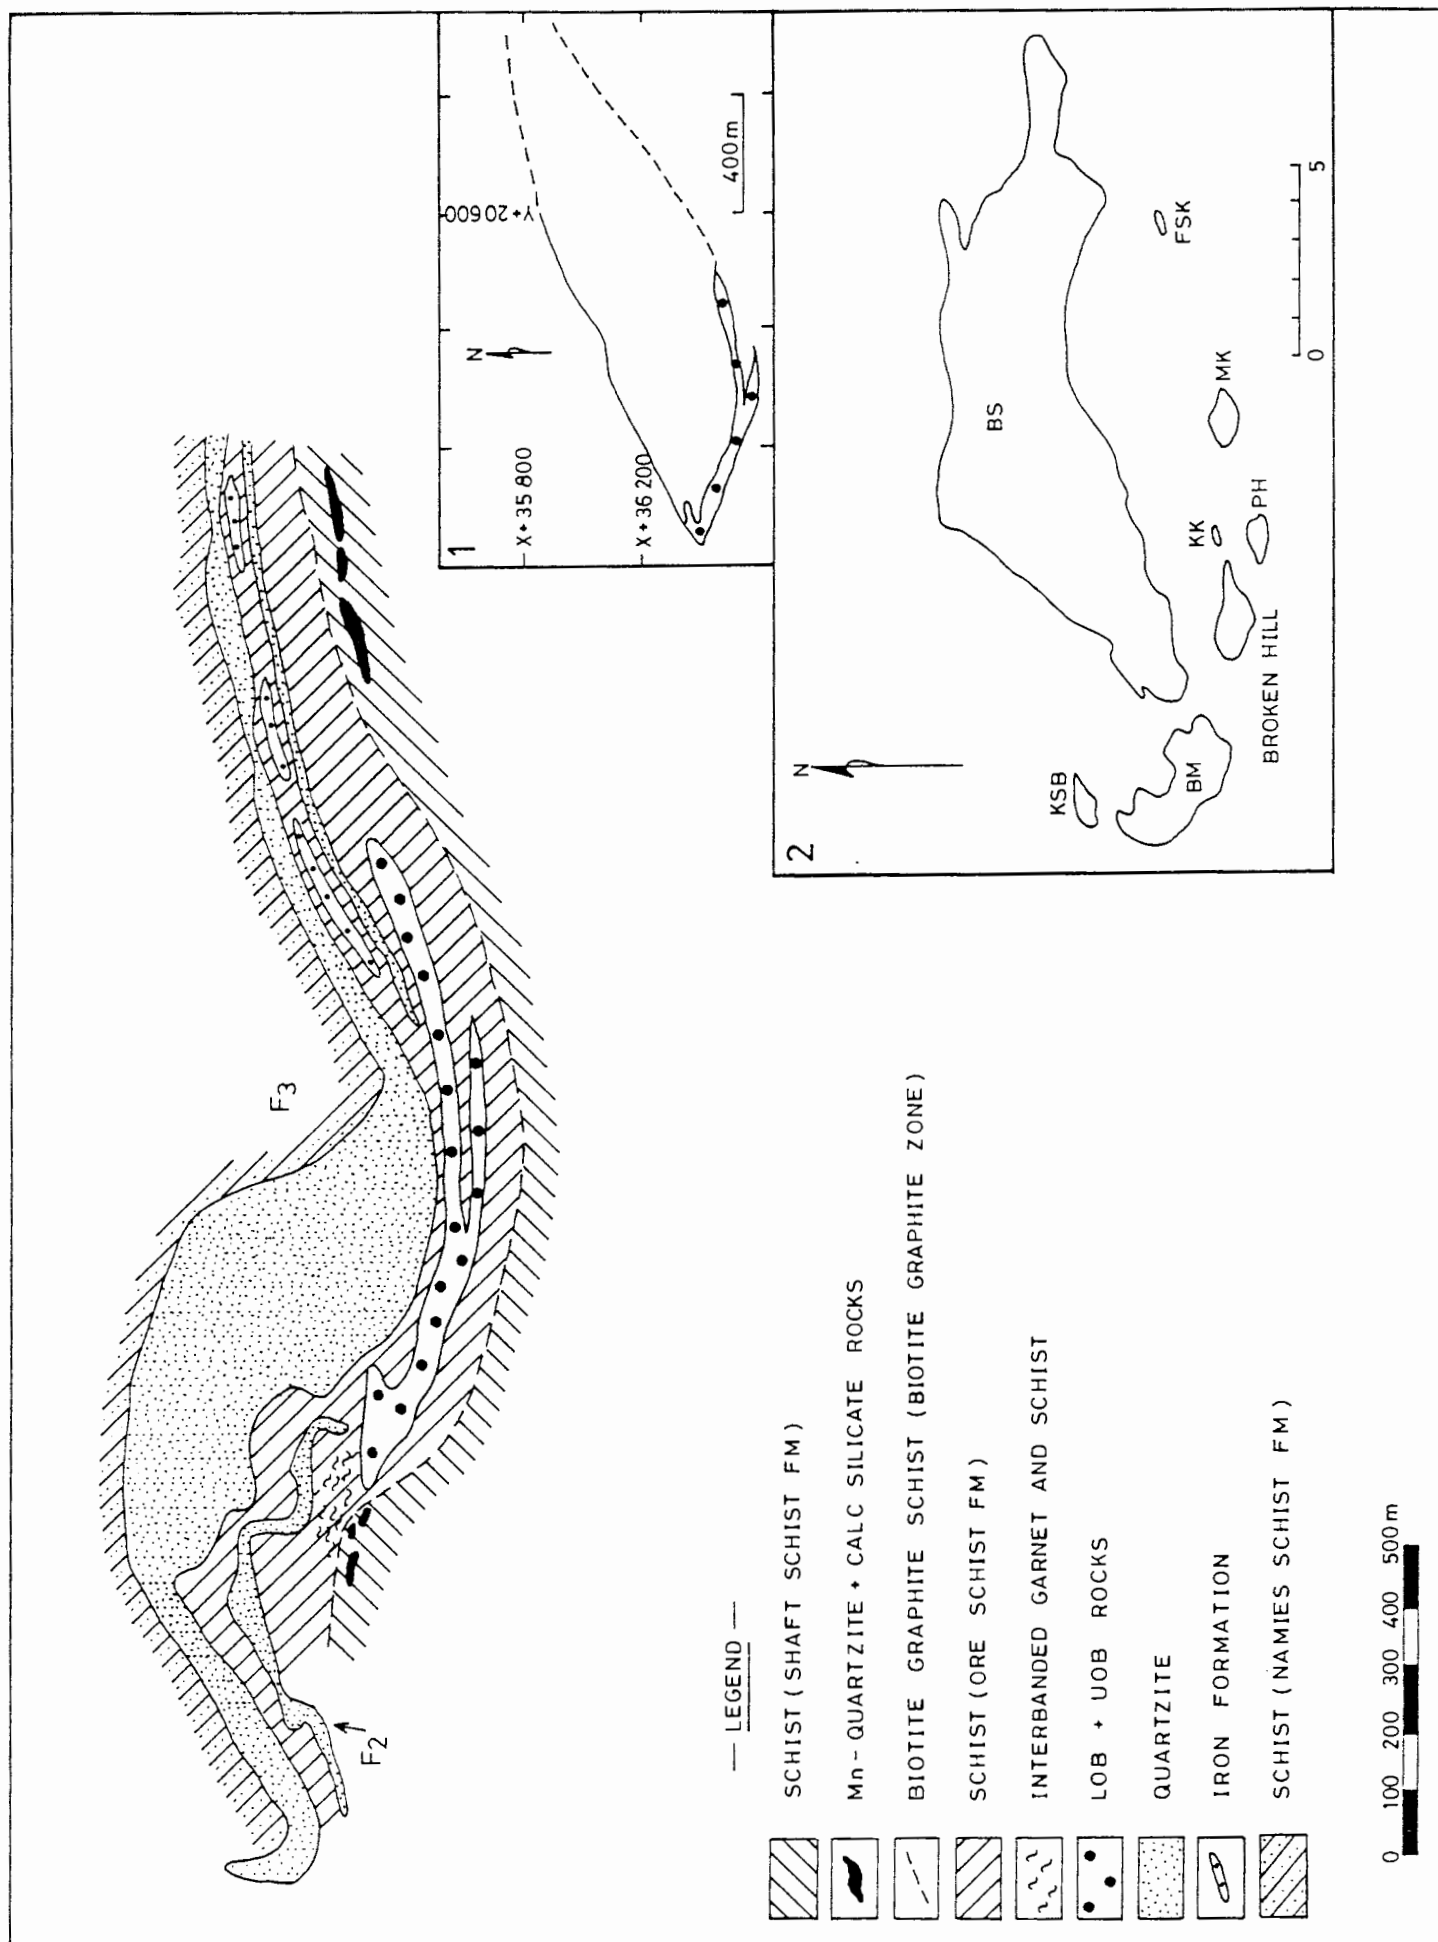 F3
F2
1
N
Y+20600
X + 35 800
X + 36 200
400m
2
N
KSB
BM
BS
BROKEN HILL
KK
PH
MK
FSK
0
5
— LEGEND —
SCHIST (SHAFT SCHIST FM)
Mn - QUARTZITE + CALC SILICATE ROCKS
BIOTITE GRAPHITE SCHIST (BIOTITE GRAPHITE ZONE)
SCHIST (ORE SCHIST FM)
INTERBANDED GARNET AND SCHIST
LOB + UOB ROCKS
QUARTZITE
IRON FORMATION
SCHIST (NAMIES SCHIST FM)
0 100 200 300 400 500 m